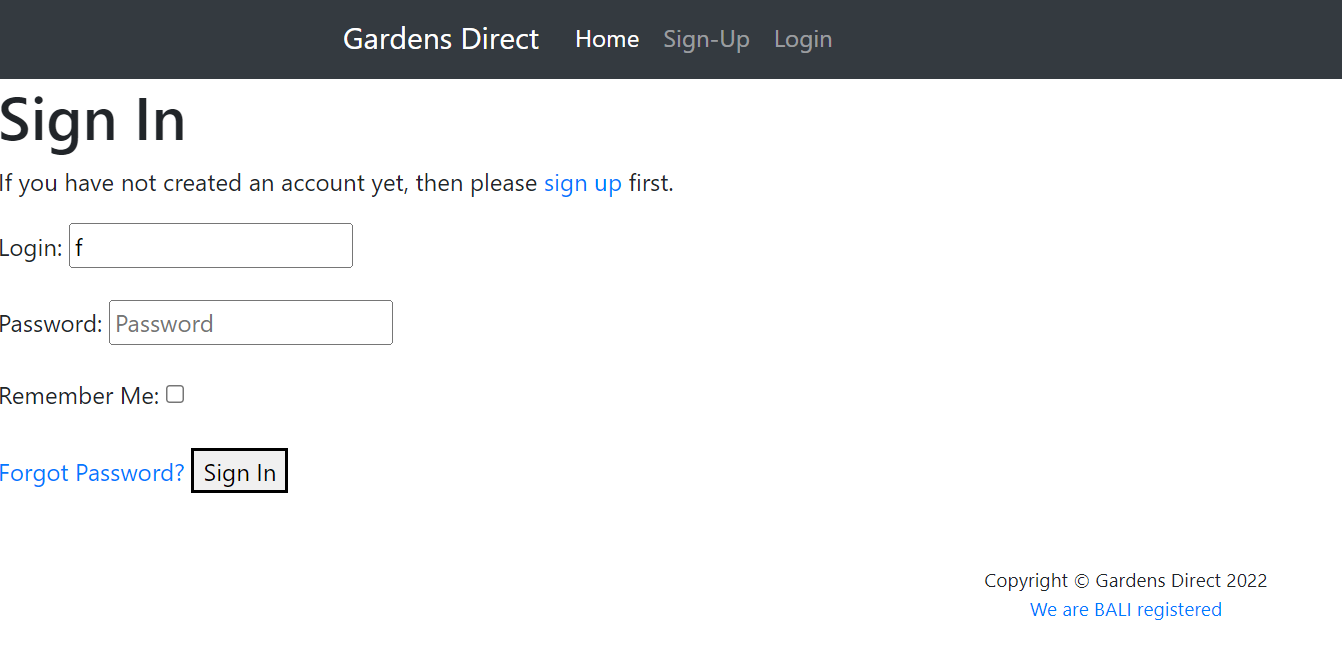 Gardens Direct Home Sign-Up Login
Sign In
If you have not created an account yet, then please sign up first.
Login: f
Password: Password
Remember Me:
Forgot Password? Sign In
Copyright © Gardens Direct 2022
We are BALI registered